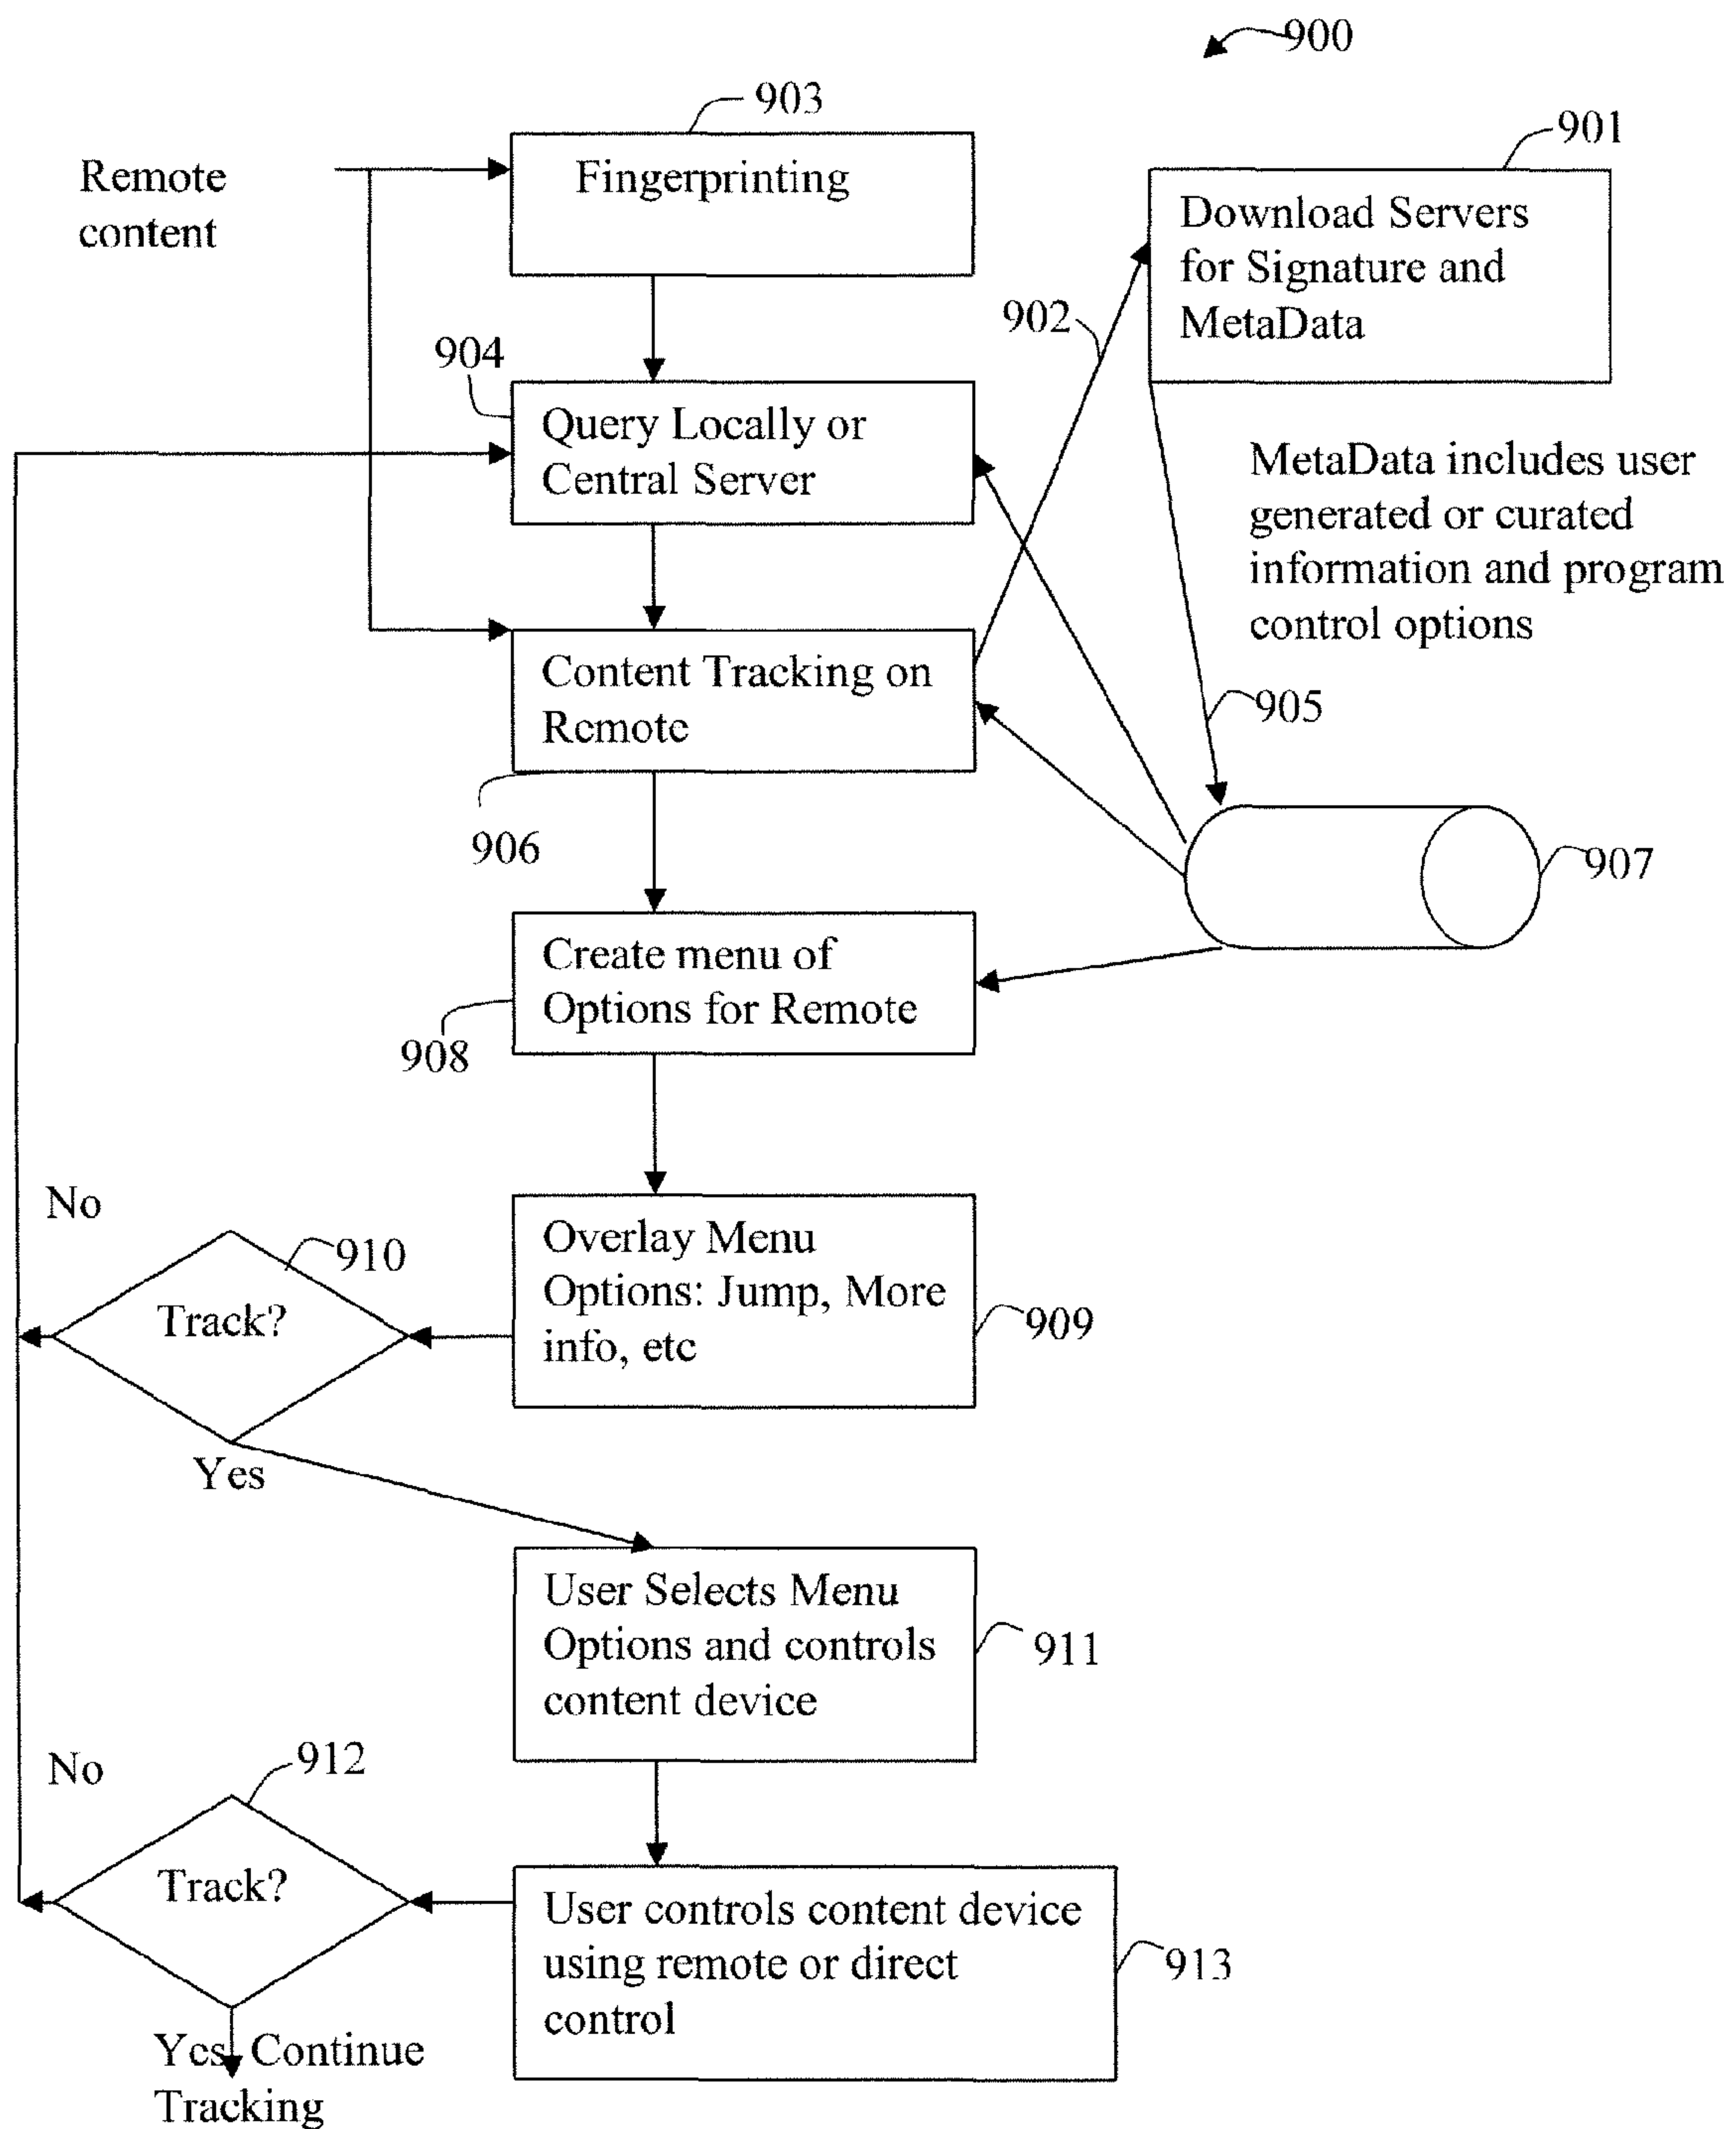 900
903
901
Remote
content
Fingerprinting
Download Servers
for Signature and
MetaData
902
904
Query Locally or
Central Server
MetaData includes user
generated or curated
information and program
control options
Content Tracking on
Remote
905
906
907
Create menu of
Options for Remote
908
No
910
Track?
Overlay Menu
Options: Jump, More
info, etc
909
Yes
User Selects Menu
Options and controls
content device
911
No
912
Track?
User controls content device
using remote or direct
control
913
Yes Continue
Tracking